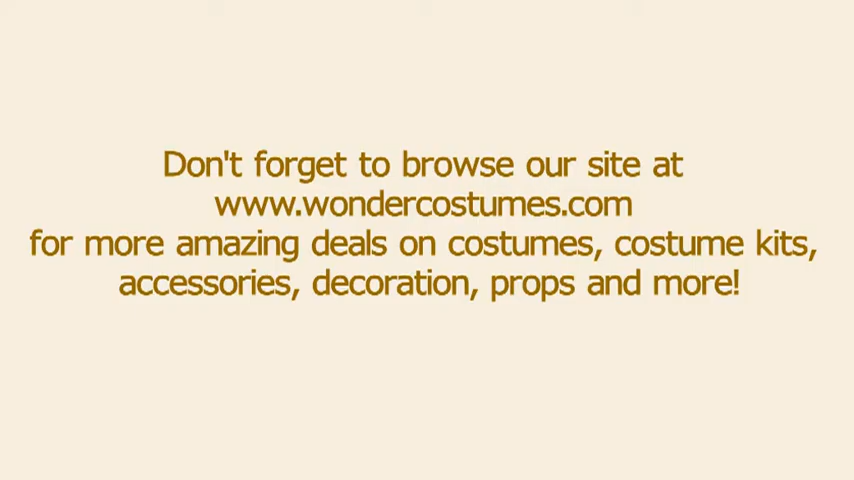 Don't forget to browse our site at
www.wondercostumes.com
for more amazing deals on costumes, costume kits,
accessories, decoration, props and more!